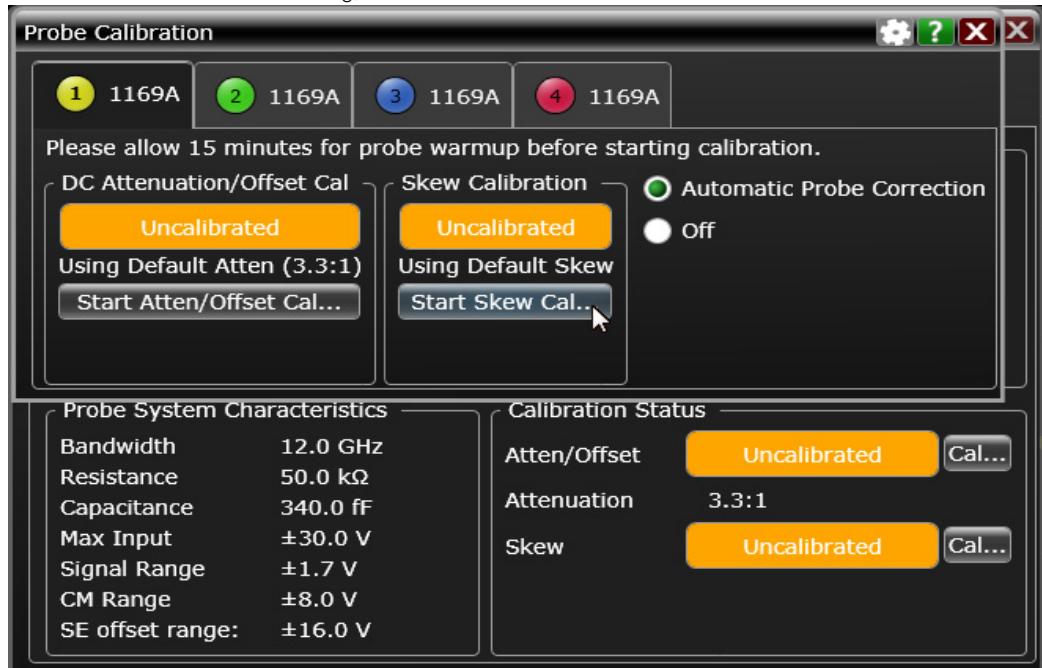 Probe Calibration
?
X
X
1 1169A
2 1169A
3 1169A
4 1169A
Please allow 15 minutes for probe warmup before starting calibration.
DC Attenuation/Offset Cal
Uncalibrated
Using Default Atten (3.3:1)
Start Atten/Offset Cal...
Skew Calibration
Uncalibrated
Using Default Skew
Start Skew Cal...
Automatic Probe Correction
Off
Probe System Characteristics
Bandwidth 12.0 GHz
Resistance 50.0 kΩ
Capacitance 340.0 fF
Max Input ±30.0 V
Signal Range ±1.7 V
CM Range ±8.0 V
SE offset range: ±16.0 V
Calibration Status
Atten/Offset Uncalibrated Cal...
Attenuation 3.3:1
Skew Uncalibrated Cal...